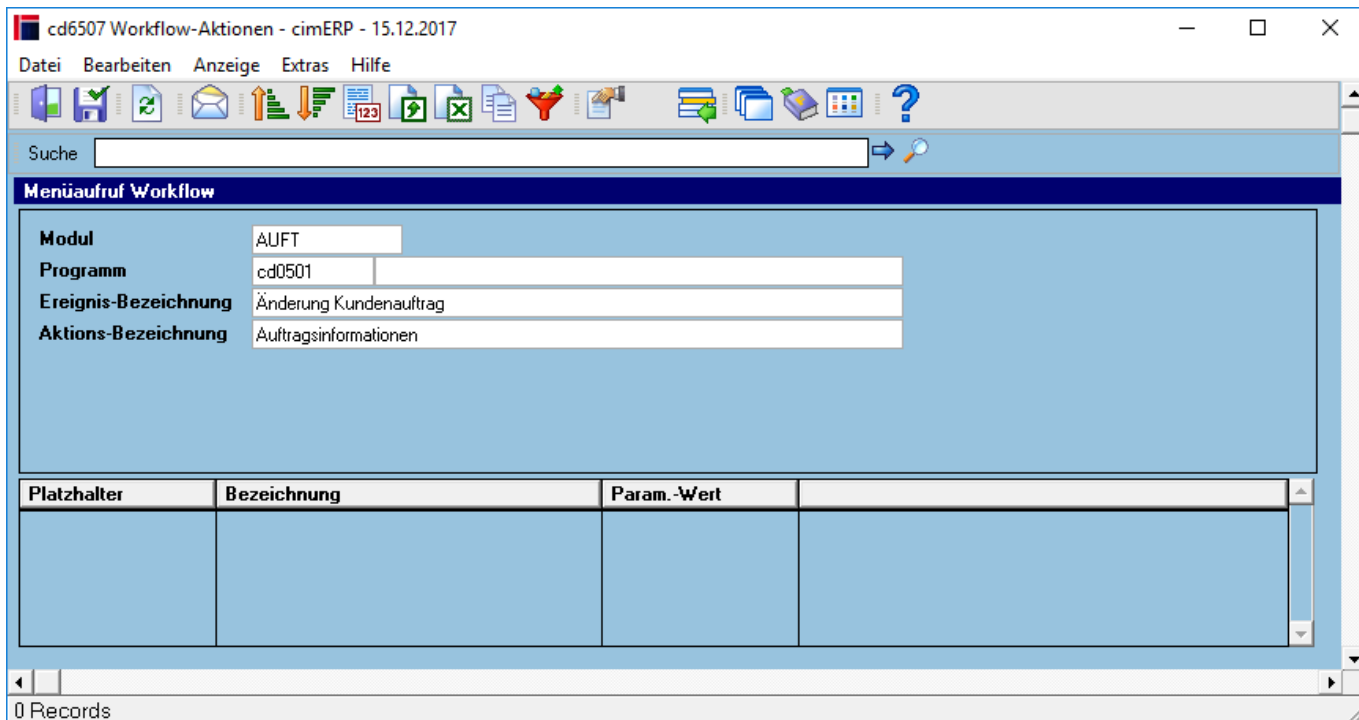 cd6507 Workflow-Aktionen - cimERP - 15.12.2017
Datei Bearbeiten Anzeige Extras Hilfe
123
Suche
Menüaufruf Workflow
Modul AUFT
Programm cd0501
Ereignis-Bezeichnung Änderung Kundenauftrag
Aktions-Bezeichnung Auftragsinformationen
Platzhalter Bezeichnung Param.-Wert
0 Records